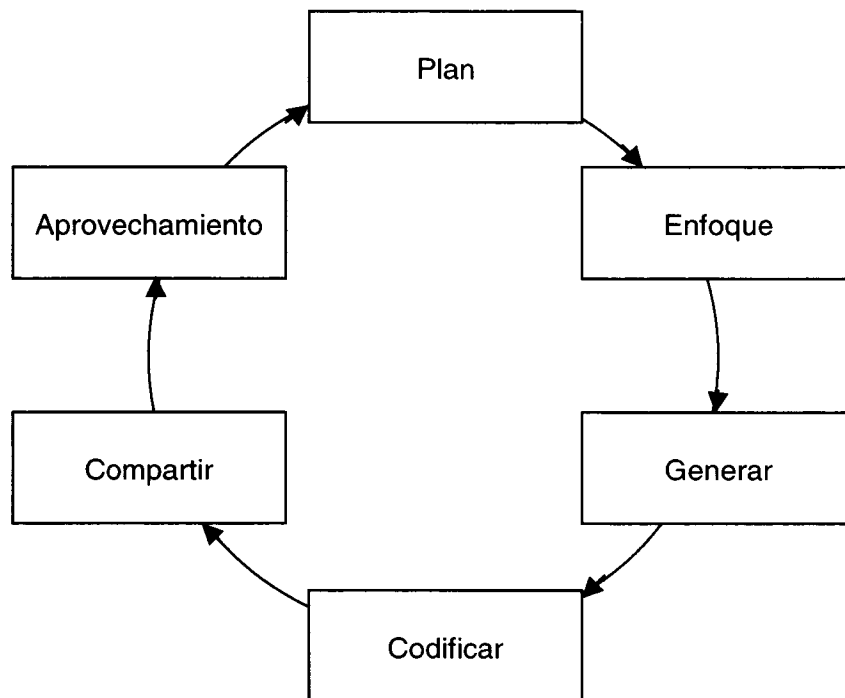 Plan
Enfoque
Generar
Codificar
Compartir
Aprovechamiento